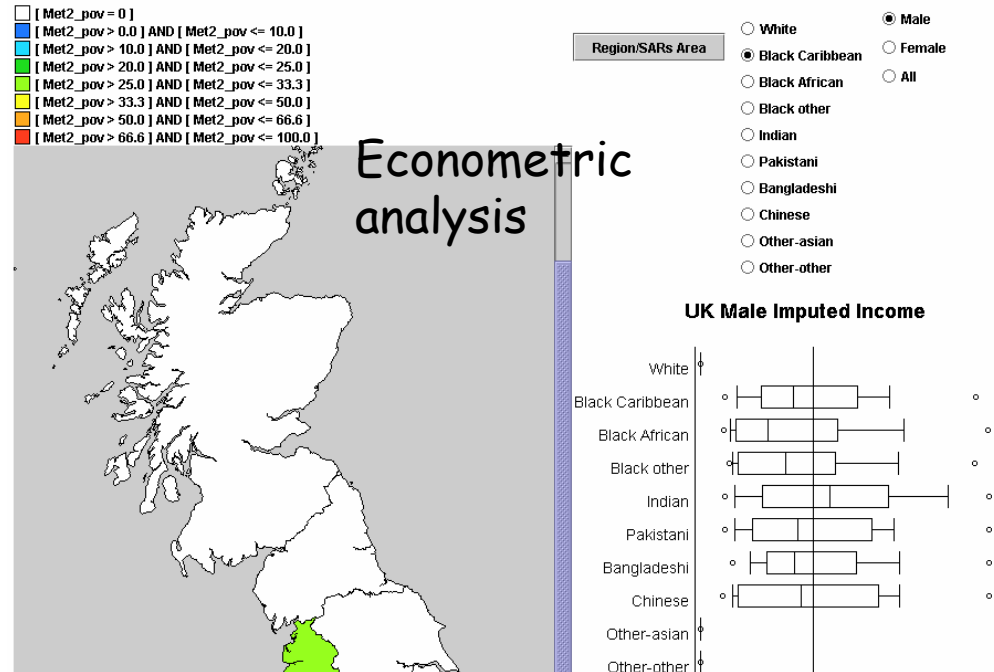 [ Met2_pov = 0 ]
[ Met2_pov > 0.0 ] AND [ Met2_pov <= 10.0 ]
[ Met2_pov > 10.0 ] AND [ Met2_pov <= 20.0 ]
[ Met2_pov > 20.0 ] AND [ Met2_pov <= 25.0 ]
[ Met2_pov > 25.0 ] AND [ Met2_pov <= 33.3 ]
[ Met2_pov > 33.3 ] AND [ Met2_pov <= 50.0 ]
[ Met2_pov > 50.0 ] AND [ Met2_pov <= 66.6 ]
[ Met2_pov > 66.6 ] AND [ Met2_pov <= 100.0 ]
Econometric
analysis
Region/SARs Area
White
Black Caribbean
Black African
Black other
Indian
Pakistani
Bangladeshi
Chinese
Other-asian
Other-other
Male
Female
All
UK Male Imputed Income
White
Black Caribbean
Black African
Black other
Indian
Pakistani
Bangladeshi
Chinese
Other-asian
Other-other